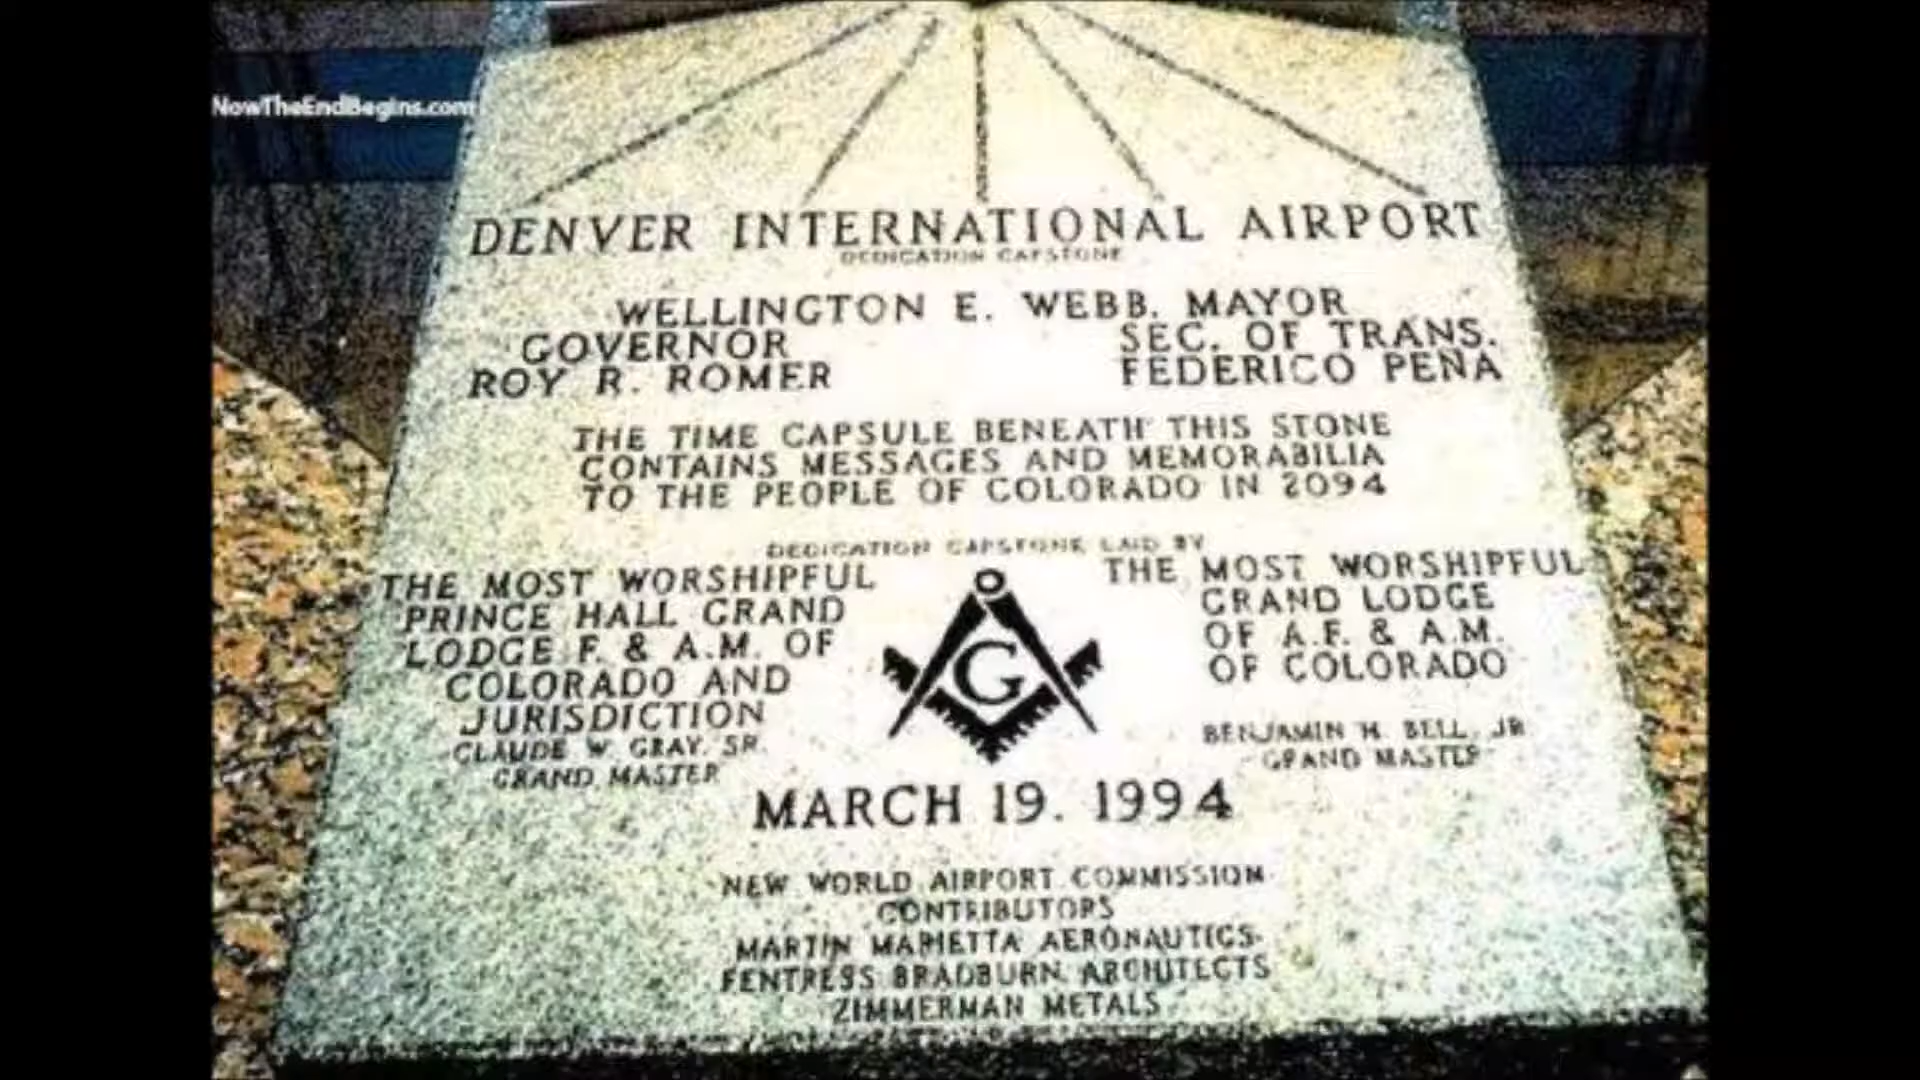 NowTheEndBegins.com
DENVER INTERNATIONAL AIRPORT
DEDICATION CAPSTONE
WELLINGTON E. WEBB, MAYOR
GOVERNOR
ROY R. ROMER
SEC. OF TRANS.
FEDERICO PENA
THE TIME CAPSULE BENEATH THIS STONE
CONTAINS MESSAGES AND MEMORABILIA
TO THE PEOPLE OF COLORADO IN 2094
DEDICATION CAPSTONE LAID BY
THE MOST WORSHIPFUL
PRINCE HALL GRAND
LODGE F. & A.M. OF
COLORADO AND
JURISDICTION
CLAUDE W. GRAY, SR.
GRAND MASTER
G
THE MOST WORSHIPFUL
GRAND LODGE
OF A.F. & A.M.
OF COLORADO
BENJAMIN H. BELL, JR
GRAND MASTER
MARCH 19, 1994
NEW WORLD AIRPORT COMMISSION
CONTRIBUTORS
MARTIN MARIETTA AERONAUTICS
FENTRESS BRADBURN ARCHITECTS
ZIMMERMAN METALS